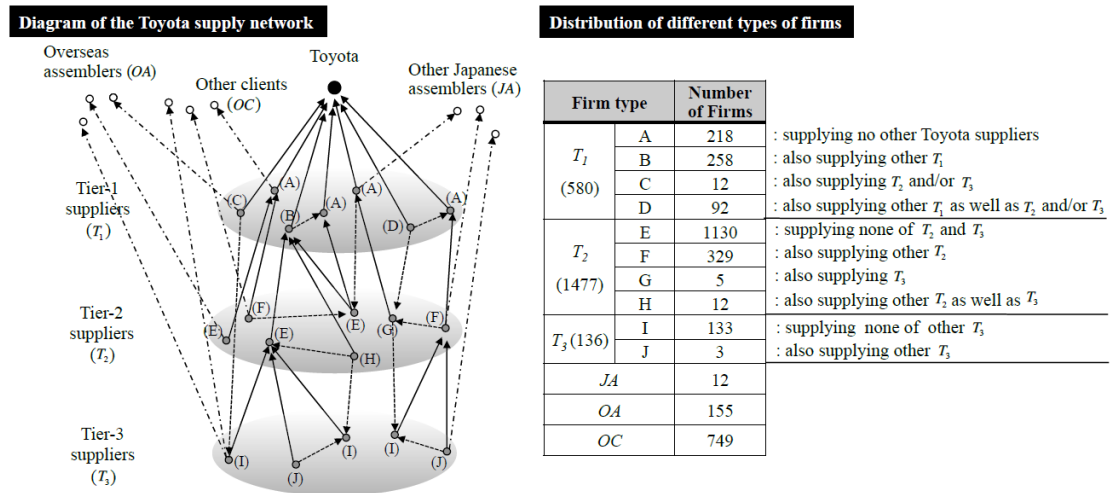 Diagram of the Toyota supply network
Overseas
assemblers (OA)
Other clients
(OC)
Toyota
Other Japanese
assemblers (JA)
Tier-1
suppliers
(T1)
(C)
(A)
(B)
(A)
(A)
(D)
(A)
Tier-2
suppliers
(T2)
(E)
(F)
(E)
(E)
(H)
(G)
(F)
Tier-3
suppliers
(T3)
(I)
(J)
(I)
(I)
(J)
Distribution of different types of firms
Firm type Number of Firms
T1 (580)
A 218 : supplying no other Toyota suppliers
B 258 : also supplying other T1
C 12 : also supplying T2 and/or T3
D 92 : also supplying other T1 as well as T2 and/or T3
T2 (1477)
E 1130 : supplying none of T2 and T3
F 329 : also supplying other T2
G 5 : also supplying T3
H 12 : also supplying other T2 as well as T3
T3 (136)
I 133 : supplying none of other T3
J 3 : also supplying other T3
JA 12
OA 155
OC 749